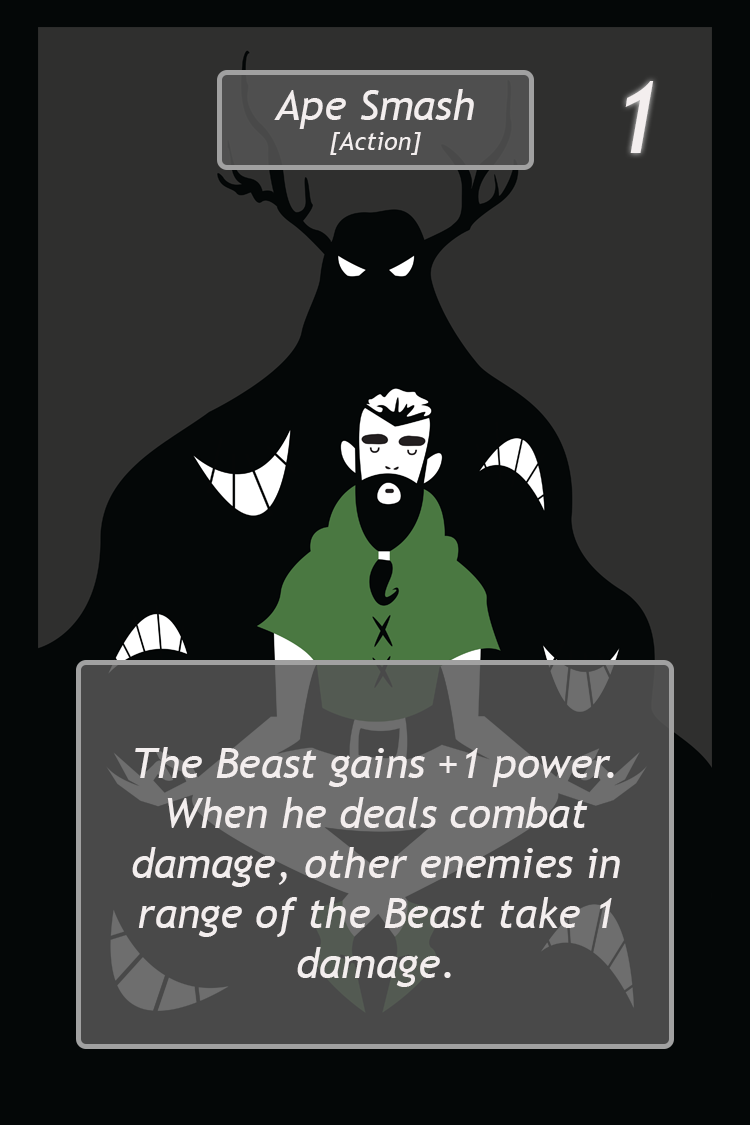 Ape Smash
1
[Action]
The Beast gains +1 power.
When he deals combat
damage, other enemies in
range of the Beast take 1
damage.